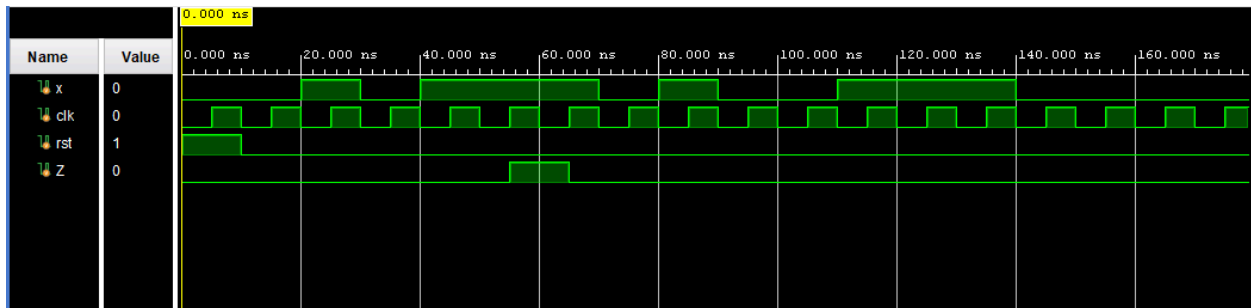 0.000 ns
Name Value
0.000 ns 20.000 ns 40.000 ns 60.000 ns 80.000 ns 100.000 ns 120.000 ns 140.000 ns 160.000 ns
x 0
clk 0
rst 1
Z 0